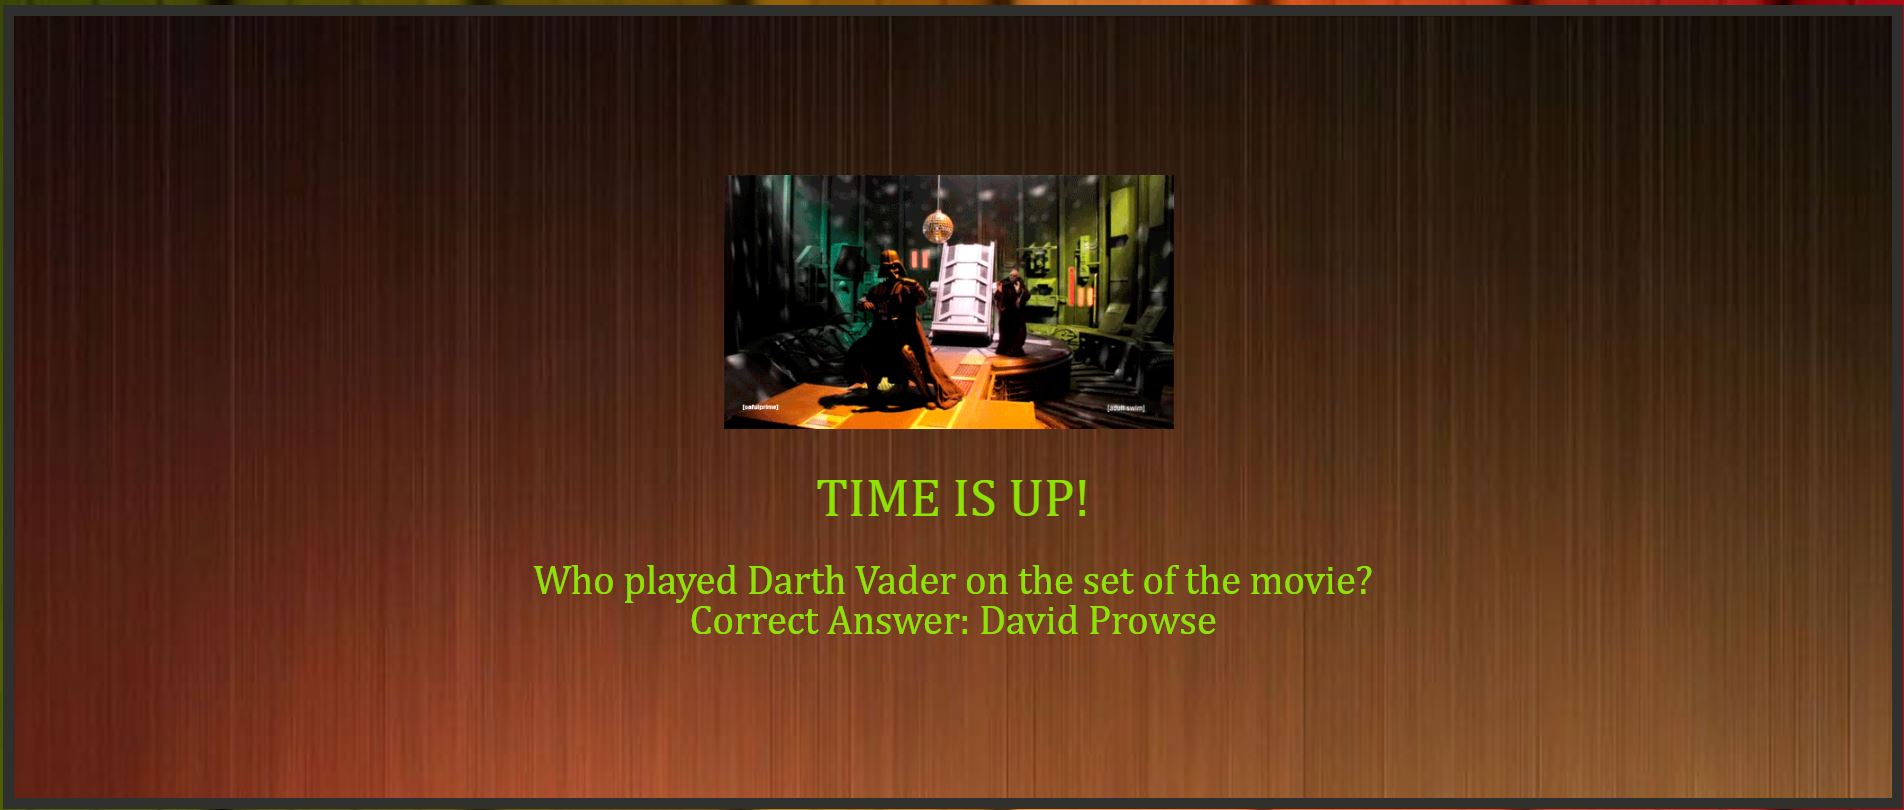 [safulprime]
[adult swim]
TIME IS UP!
Who played Darth Vader on the set of the movie?
Correct Answer: David Prowse